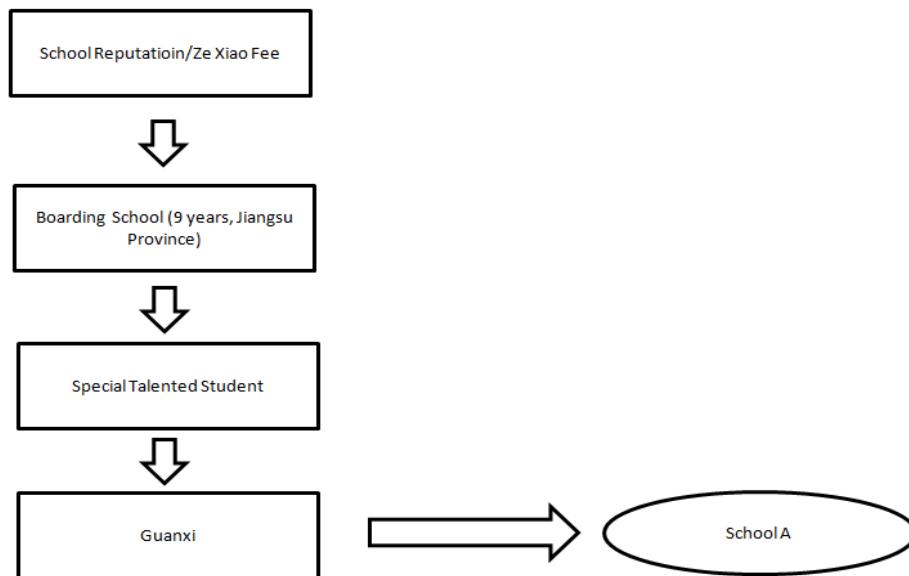 School Reputatioin/Ze Xiao Fee
Boarding School (9 years, Jiangsu
Province)
Special Talented Student
Guanxi
School A